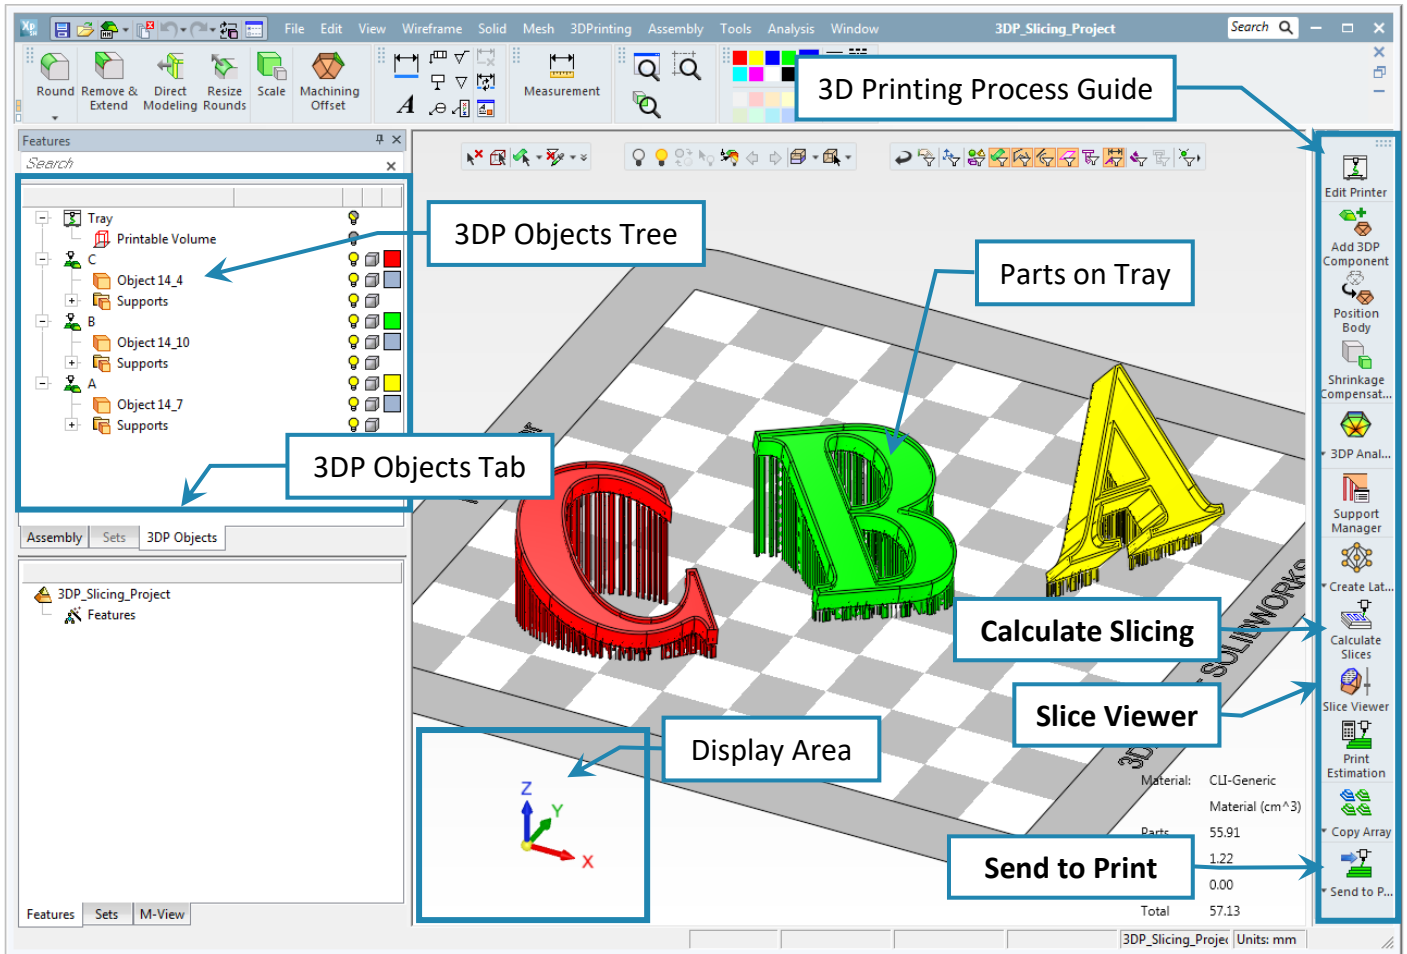 Xp
File Edit View Wireframe Solid Mesh 3DPrinting Assembly Tools Analysis Window
3DP_Slicing_Project
Search
Round
Remove &
Extend
Direct
Modeling
Resize
Rounds
Scale
Machining
Offset
A
Measurement
3D Printing Process Guide
Features
Search
Tray
Printable Volume
C
Object 14_4
Supports
B
Object 14_10
Supports
A
Object 14_7
Supports
3DP Objects Tree
Parts on Tray
3DP Objects Tab
Assembly Sets 3DP Objects
3DP_Slicing_Project
Features
Calculate Slicing
SOLIDWORKS
Slice Viewer
3D
Display Area
Z
Y
X
Material: CLI-Generic
Material (cm^3)
Parts 55.91
Send to Print
1.22
0.00
Total 57.13
Edit Printer
Add 3DP
Component
Position
Body
Shrinkage
Compensat...
3DP Anal...
Support
Manager
Create Lat...
Calculate
Slices
Slice Viewer
Print
Estimation
Copy Array
Send to P...
Features Sets M-View
3DP_Slicing_Projec Units: mm